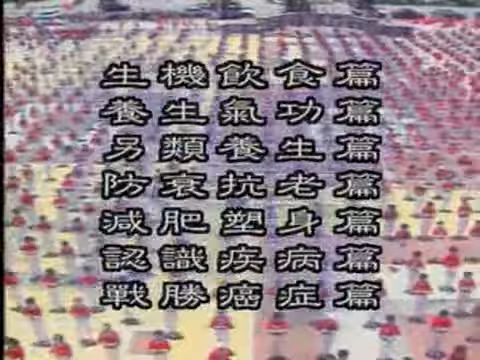 生機飲食篇
養生氣功篇
另類養生篇
防衰抗老篇
減肥塑身篇
認識疾病篇
戰勝癌症篇